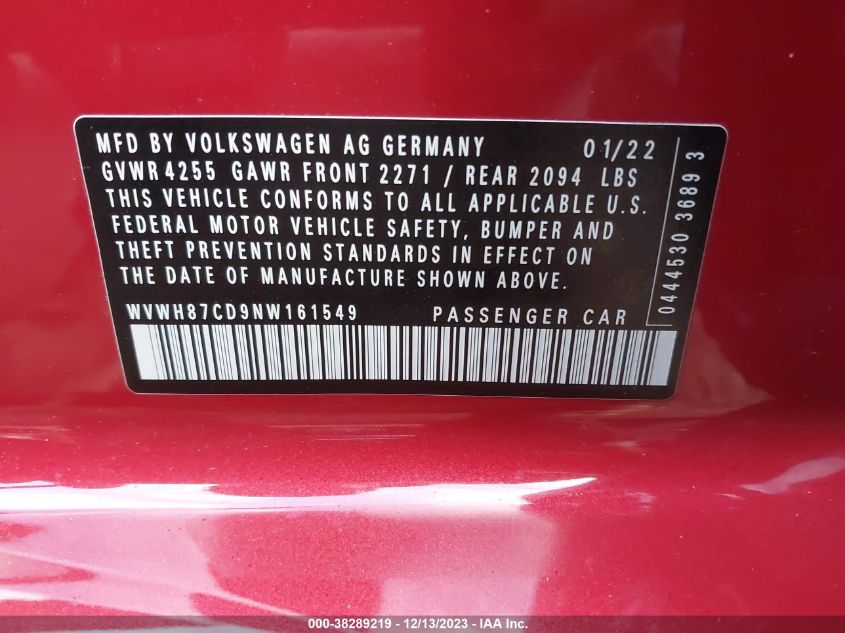 MFD BY VOLKSWAGEN AG GERMANY 01/22
GVWR 4255 GAWR FRONT 2271 / REAR 2094 LBS
THIS VEHICLE CONFORMS TO ALL APPLICABLE U.S.
FEDERAL MOTOR VEHICLE SAFETY, BUMPER AND
THEFT PREVENTION STANDARDS IN EFFECT ON
THE DATE OF MANUFACTURE SHOWN ABOVE.
WVWH87CD9NW161549 PASSENGER CAR
0444530 3689 3
000-38289219 - 12/13/2023 - IAA Inc.